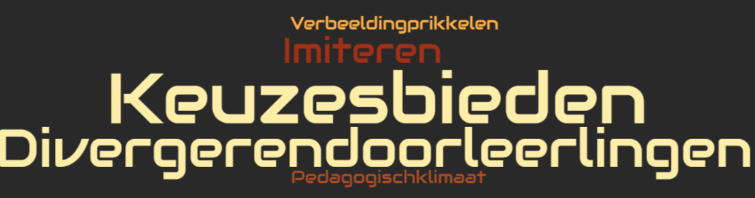 Verbeeldingprikkelen
Imiteren
Keuzesbieden
Divergerendoorleerlingen
Pedagogischklimaat